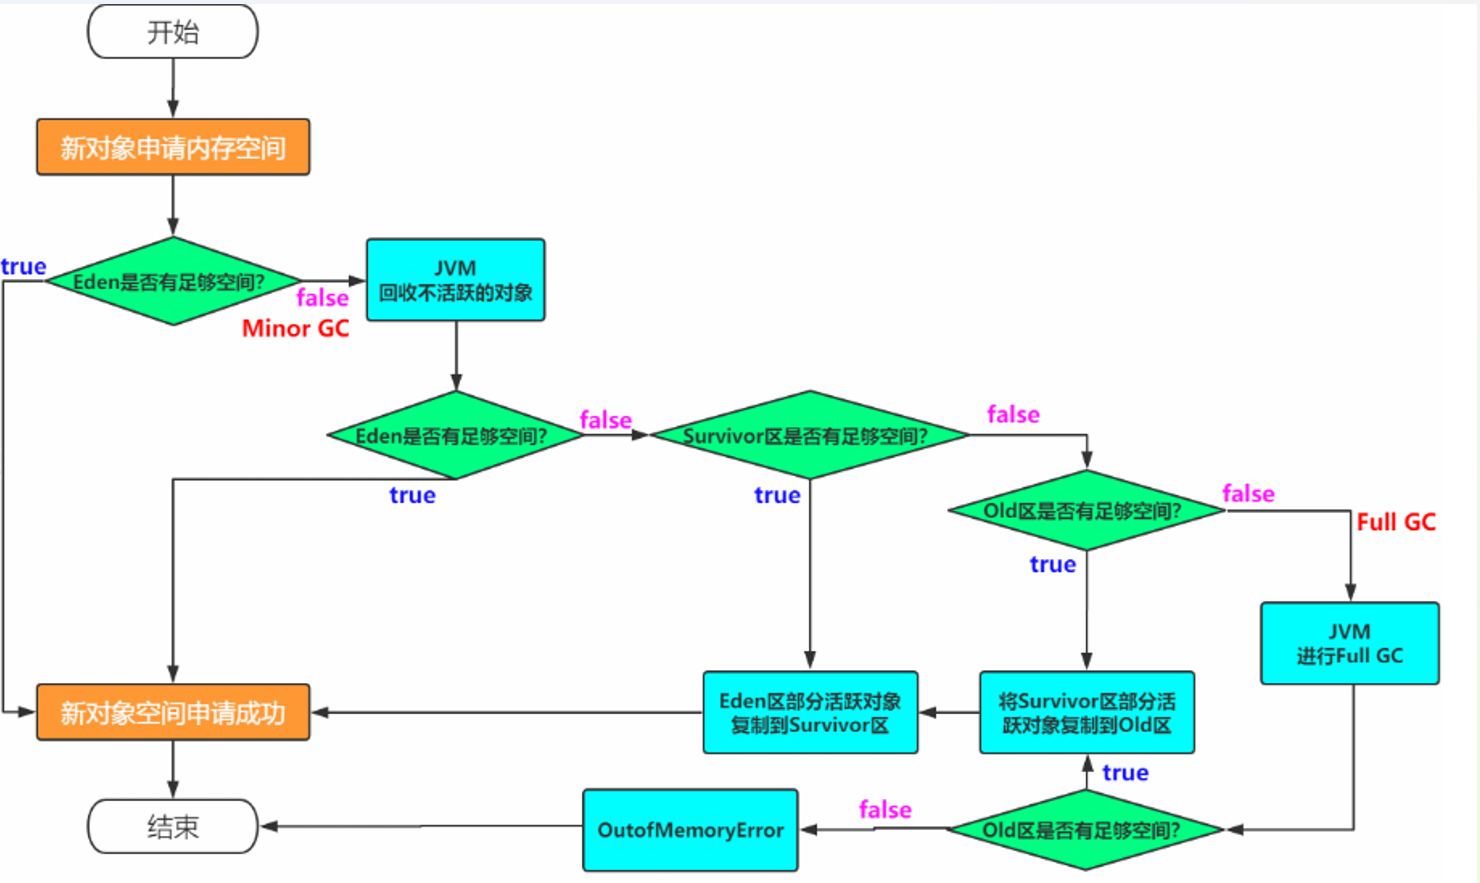 开始
新对象申请内存空间
true
Eden是否有足够空间?
false
Minor GC
JVM
回收不活跃的对象
Eden是否有足够空间?
false
true
Survivor区是否有足够空间?
false
true
Old区是否有足够空间?
false
Full GC
true
JVM
进行Full GC
新对象空间申请成功
Eden区部分活跃对象
复制到Survivor区
将Survivor区部分活
跃对象复制到Old区
true
结束
OutofMemoryError
false
Old区是否有足够空间?